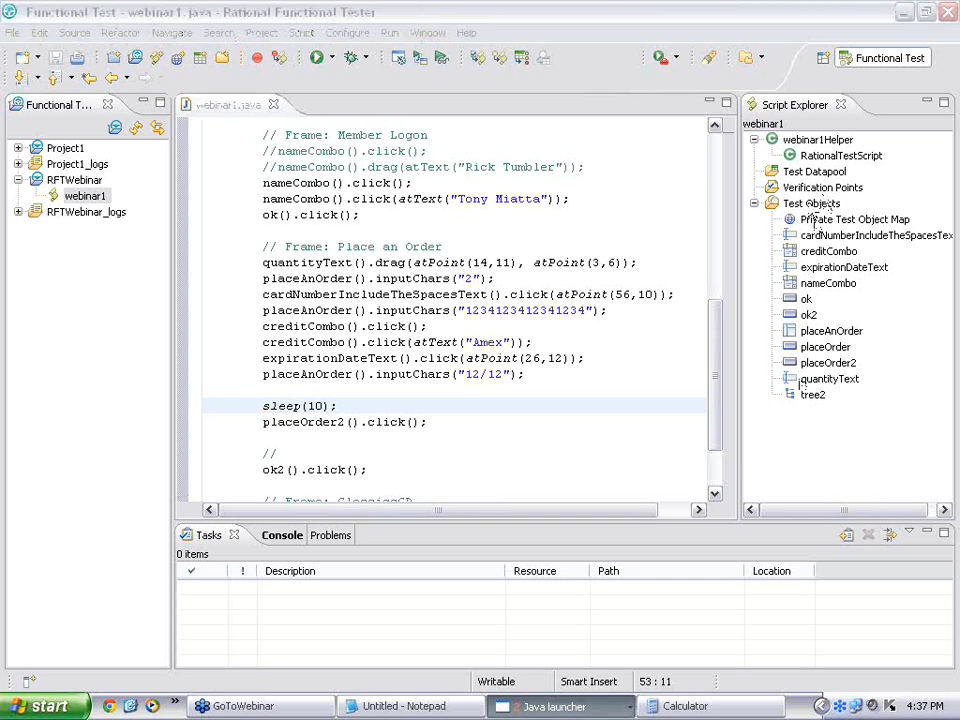 Functional Test - webinar1.java - Rational Functional Tester
File Edit Source Refactor Navigate Search Project Script Configure Run Window Help
Functional Test
Functional T...
webinar1.java
Script Explorer
webinar1
Project1
Project1_logs
RFTWebinar
webinar1
RFTWebinar_logs
// Frame: Member Logon
//nameCombo().click();
//nameCombo().drag(atText("Rick Tumbler"));
nameCombo().click();
nameCombo().click(atText("Tony Miatta"));
ok().click();
// Frame: Place an Order
quantityText().drag(atPoint(14,11), atPoint(3,6));
placeAnOrder().inputChars("2");
cardNumberIncludeTheSpacesText().click(atPoint(56,10));
placeAnOrder().inputChars("1234123412341234");
creditCombo().click();
creditCombo().click(atText("Amex"));
expirationDateText().click(atPoint(26,12));
placeAnOrder().inputChars("12/12");
sleep(10);
placeOrder2().click();
//
ok2().click();
// Frame: ClassicsCD
webinar1Helper
RationalTestScript
Test Datapool
Verification Points
Test Objects
Private Test Object Map
cardNumberIncludeTheSpacesTex
creditCombo
expirationDateText
nameCombo
ok
ok2
placeAnOrder
placeOrder
placeOrder2
quantityText
tree2
Tasks Console Problems
0 items
! Description Resource Path Location
Writable Smart Insert 53 : 11
start » GoToWebinar Untitled - Notepad Java launcher Calculator 4:37 PM